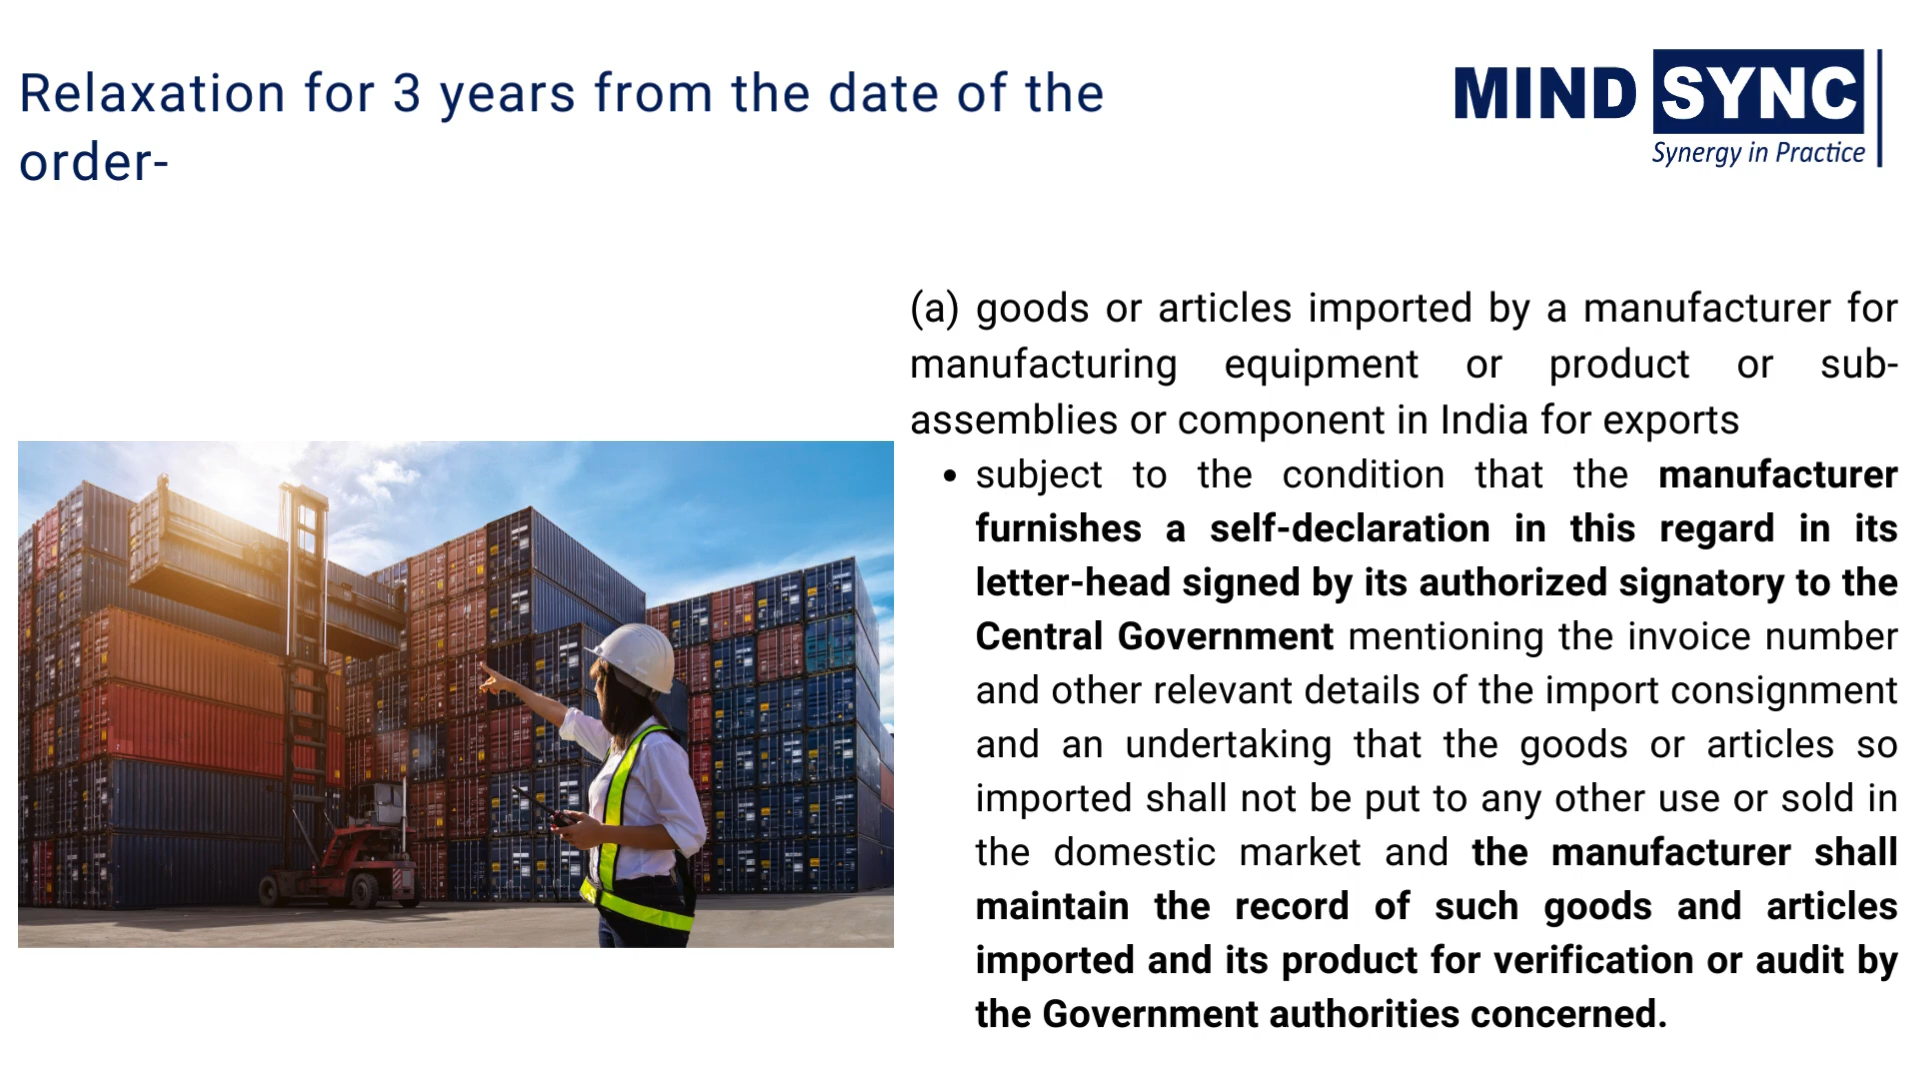 Relaxation for 3 years from the date of the
order-
MIND SYNC
Synergy in Practice
(a) goods or articles imported by a manufacturer for
manufacturing equipment or product or sub-
assemblies or component in India for exports
• subject to the condition that the manufacturer
furnishes a self-declaration in this regard in its
letter-head signed by its authorized signatory to the
Central Government mentioning the invoice number
and other relevant details of the import consignment
and an undertaking that the goods or articles so
imported shall not be put to any other use or sold in
the domestic market and the manufacturer shall
maintain the record of such goods and articles
imported and its product for verification or audit by
the Government authorities concerned.